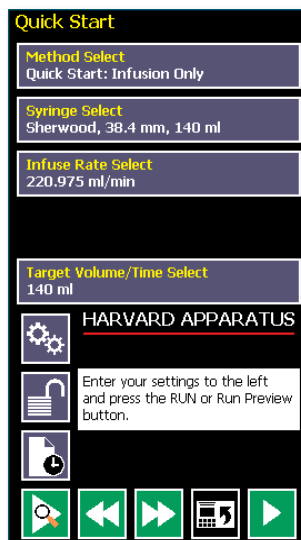 Quick Start
Method Select
Quick Start: Infusion Only
Syringe Select
Sherwood, 38.4 mm, 140 ml
Infuse Rate Select
220.975 ml/min
Target Volume/Time Select
140 ml
HARVARD APPARATUS
Enter your settings to the left
and press the RUN or Run Preview
button.